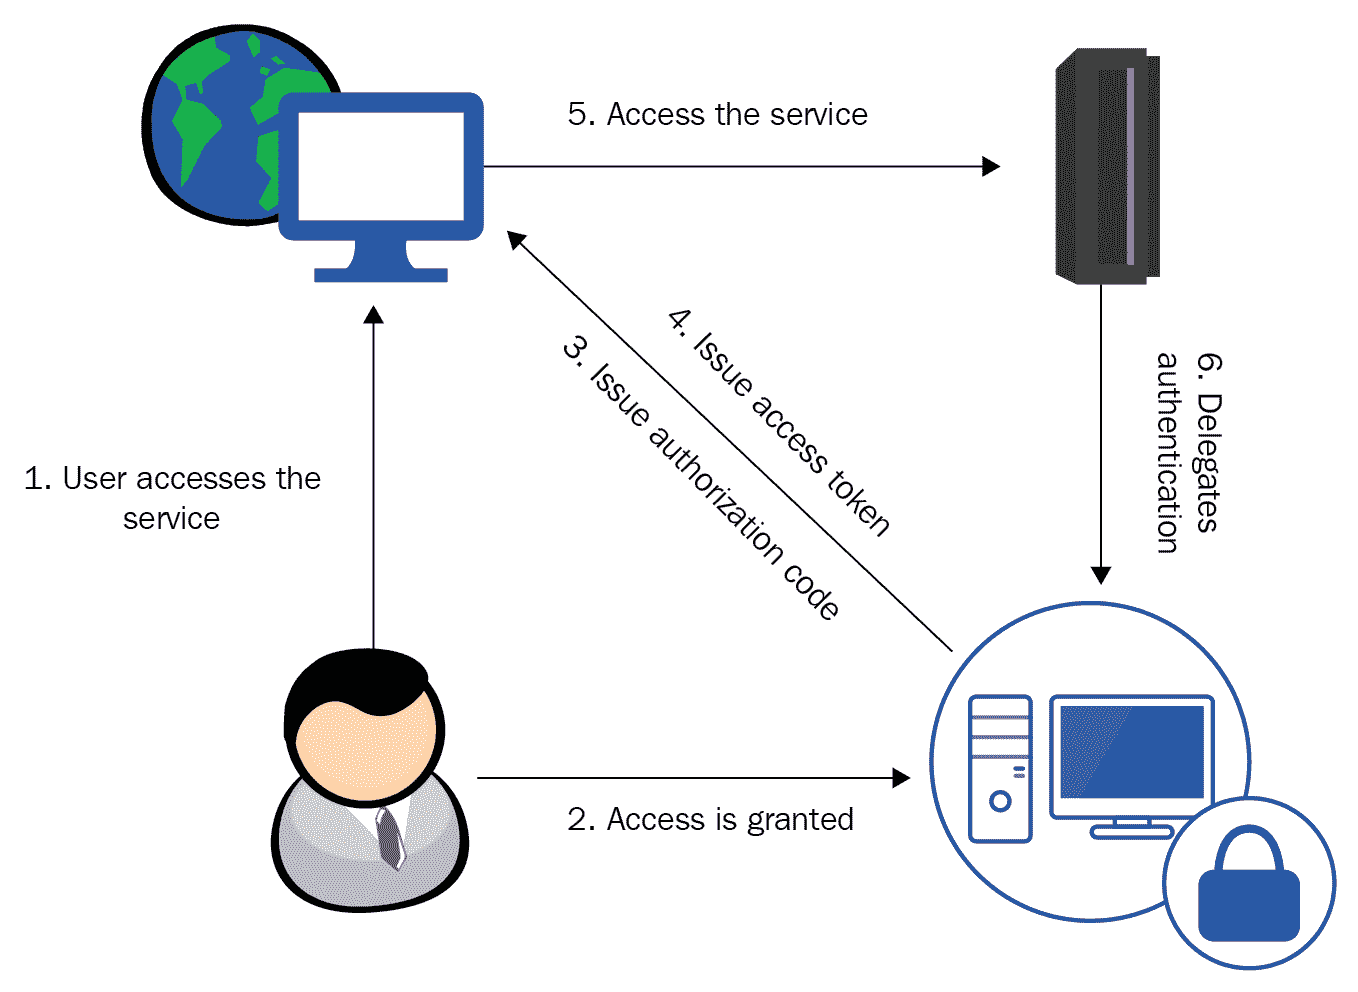 1. User accesses the
service
2. Access is granted
3. Issue authorization code
4. Issue access token
5. Access the service
6. Delegates
authentication